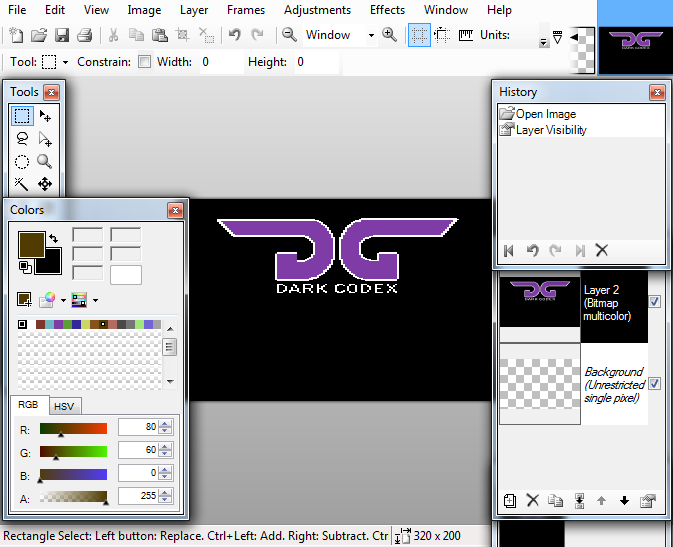 File Edit View Image Layer Frames Adjustments Effects Window Help
Window Units:
Tool: Constrain: Width: 0 Height: 0
Tools
History
Open Image
Layer Visibility
Colors
DARK CODEX
Layer 2
(Bitmap
multicolor)
Background
(Unrestricted
single pixel)
RGB HSV
R: 80
G: 60
B: 0
A: 255
Rectangle Select: Left button: Replace. Ctrl+Left: Add. Right: Subtract. Ctr 320 x 200